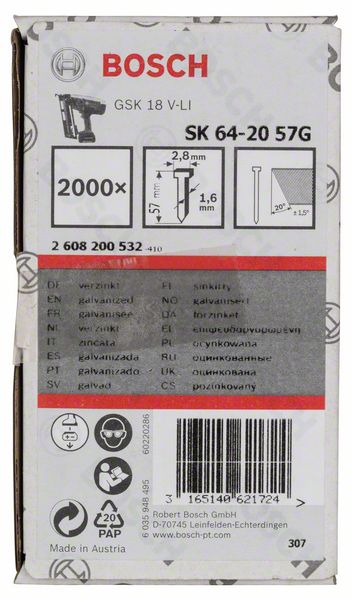 BOSCH
GSK 18 V-LI
SK 64-20 57G
2000×
2,8mm
57 mm
1,6 mm
20°
±1,5°
2 608 200 532 -410
DE verzinkt
EN galvanized
FR galvanisée
NL verzinkt
IT zincata
ES galvanizada
PT galvanizado
SV galvad
FI sinkitty
NO galvanisert
DA forzinket
PL ocynkowana
RU оцинкованные
UK оцинкована
CS pozinkovaný
60220286
6 035 948 495
20
PAP
Made in Austria
3 165140 621724 >
Robert Bosch GmbH
D-70745 Leinfelden-Echterdingen
www.bosch-pt.com
307